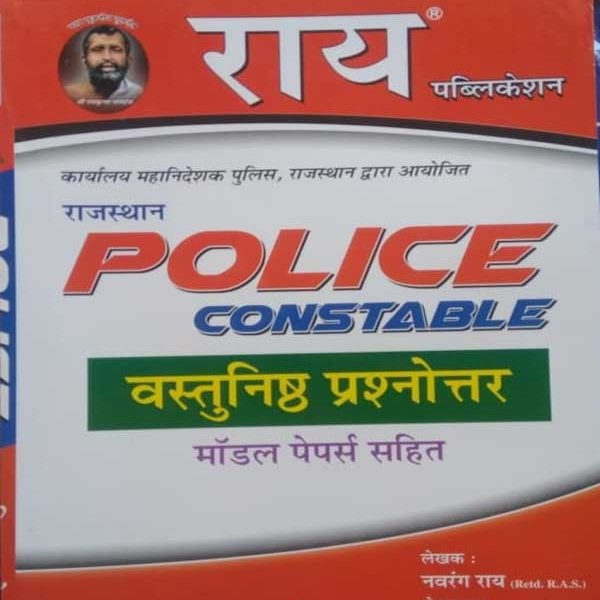 राय®
पब्लिकेशन
कार्यालय महानिदेशक पुलिस, राजस्थान द्वारा आयोजित
राजस्थान
POLICE
CONSTABLE
वस्तुनिष्ठ प्रश्नोत्तर
मॉडल पेपर्स सहित
लेखक :
नवरंग राय (Retd. R.A.S.)